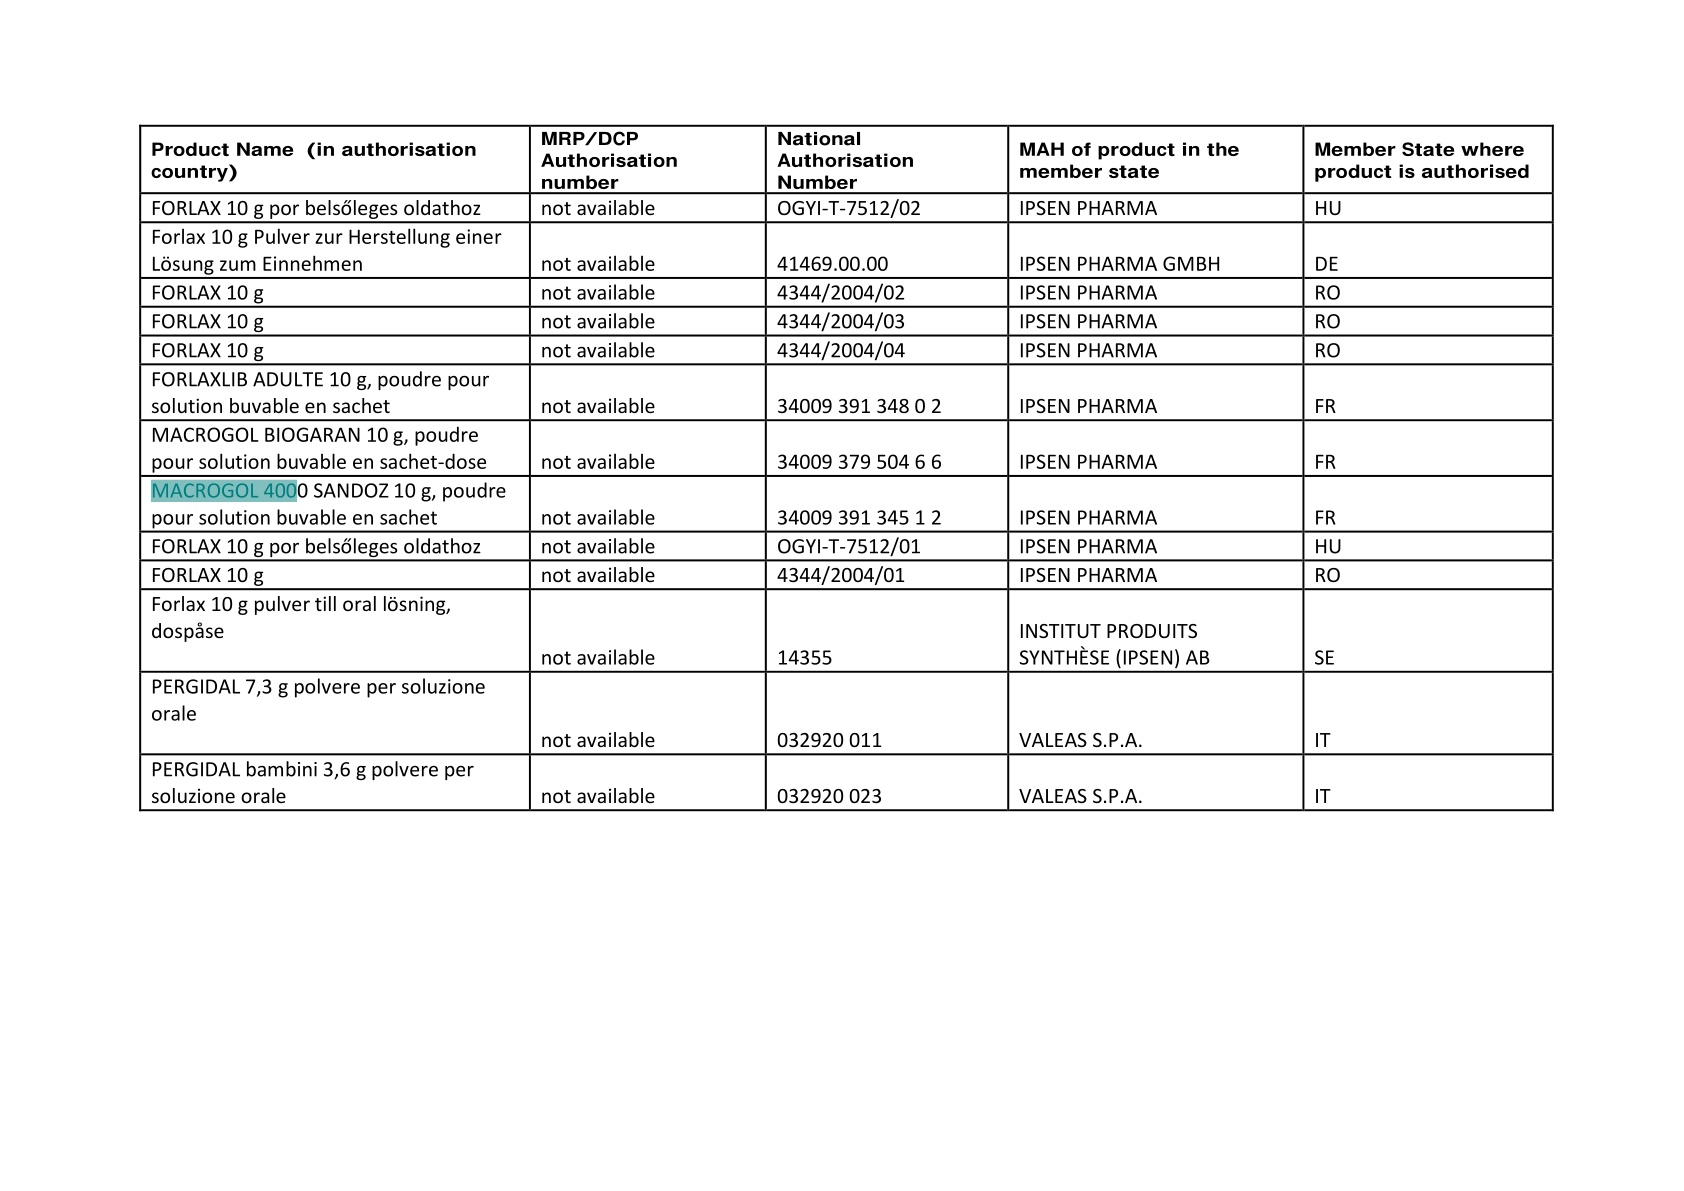 Product Name  (in authorisation country)
MRP/DCP Authorisation number
National Authorisation Number
MAH of product in the member state
Member State where product is authorised
FORLAX 10 g por belsőleges oldathoz
not available
OGYI-T-7512/02
IPSEN PHARMA
HU
Forlax 10 g Pulver zur Herstellung einer
Lösung zum Einnehmen
not available
41469.00.00
IPSEN PHARMA GMBH
DE
FORLAX 10 g
not available
4344/2004/02
IPSEN PHARMA
RO
FORLAX 10 g
not available
4344/2004/03
IPSEN PHARMA
RO
FORLAX 10 g
not available
4344/2004/04
IPSEN PHARMA
RO
FORLAXLIB ADULTE 10 g, poudre pour
solution buvable en sachet
not available
34009 391 348 0 2
IPSEN PHARMA
FR
MACROGOL BIOGARAN 10 g, poudre
pour solution buvable en sachet-dose
not available
34009 379 504 6 6
IPSEN PHARMA
FR
MACROGOL 4000 SANDOZ 10 g, poudre
pour solution buvable en sachet
not available
34009 391 345 1 2
IPSEN PHARMA
FR
FORLAX 10 g por belsőleges oldathoz
not available
OGYI-T-7512/01
IPSEN PHARMA
HU
FORLAX 10 g
not available
4344/2004/01
IPSEN PHARMA
RO
Forlax 10 g pulver till oral lösning,
dospåse
not available
14355
INSTITUT PRODUITS
SYNTHÈSE (IPSEN) AB
SE
PERGIDAL 7,3 g polvere per soluzione
orale
not available
032920 011
VALEAS S.P.A.
IT
PERGIDAL bambini 3,6 g polvere per
soluzione orale
not available
032920 023
VALEAS S.P.A.
IT